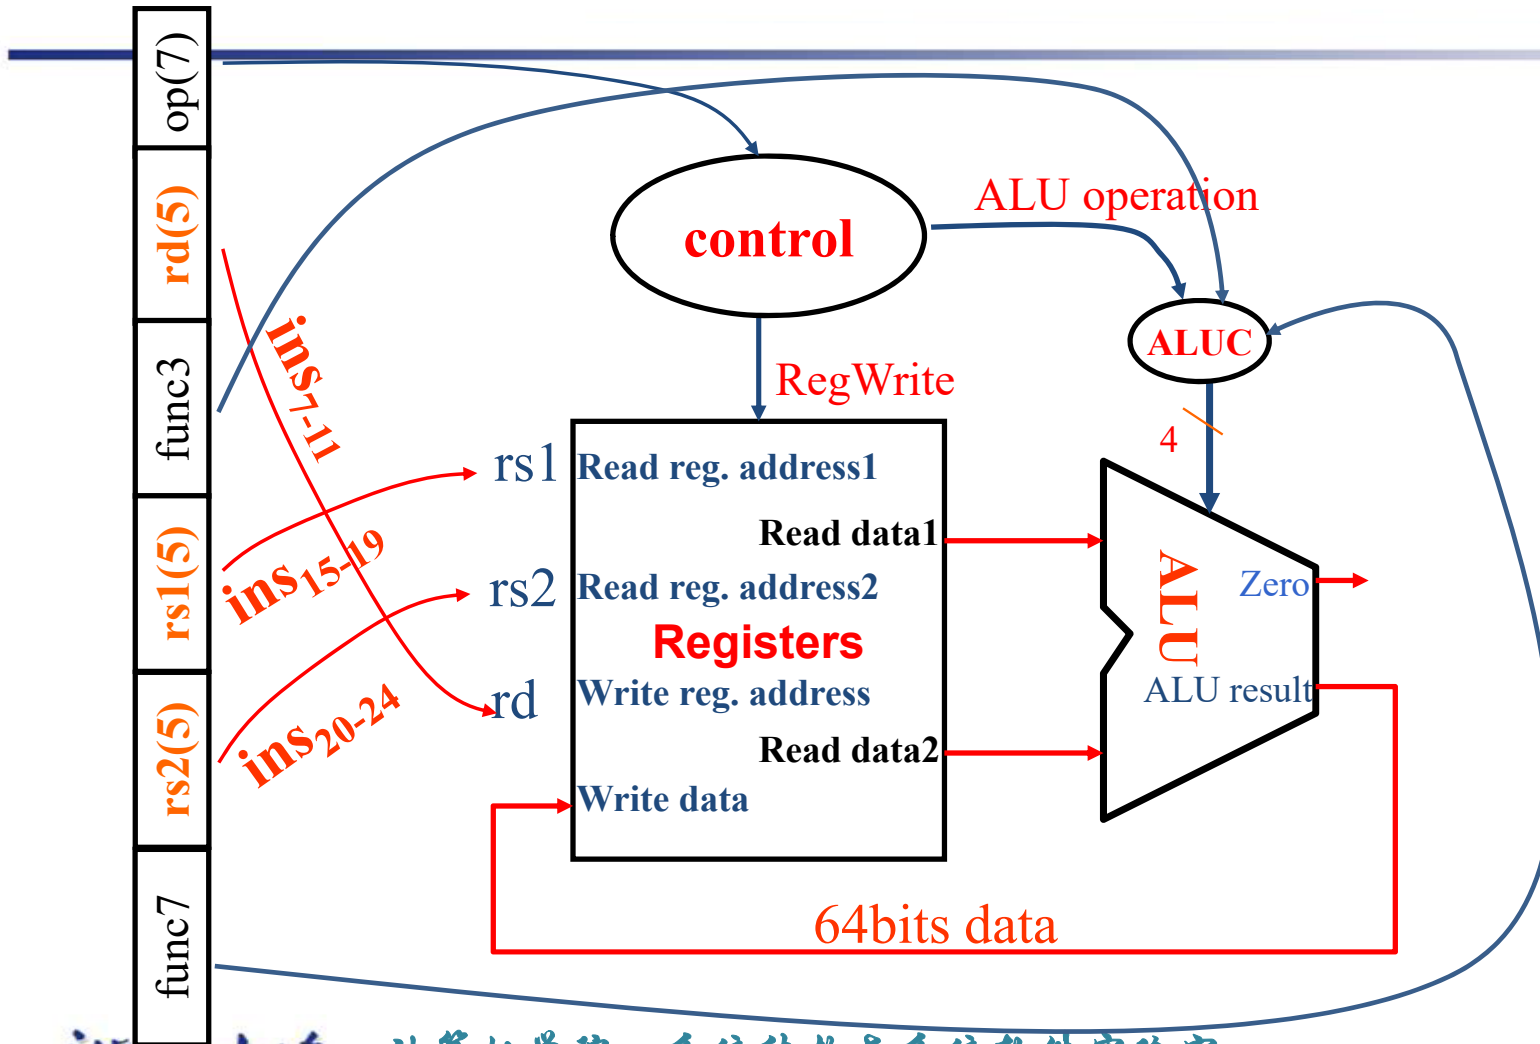 op(7)
rd(5)
func3
rs1(5)
rs2(5)
func7
ins7-11
ins15-19
ins20-24
control
ALU operation
ALUC
RegWrite
4
rs1
Read reg. address1
Read data1
rs2
Read reg. address2
Registers
rd
Write reg. address
Read data2
Write data
ALU
Zero
ALU result
64bits data